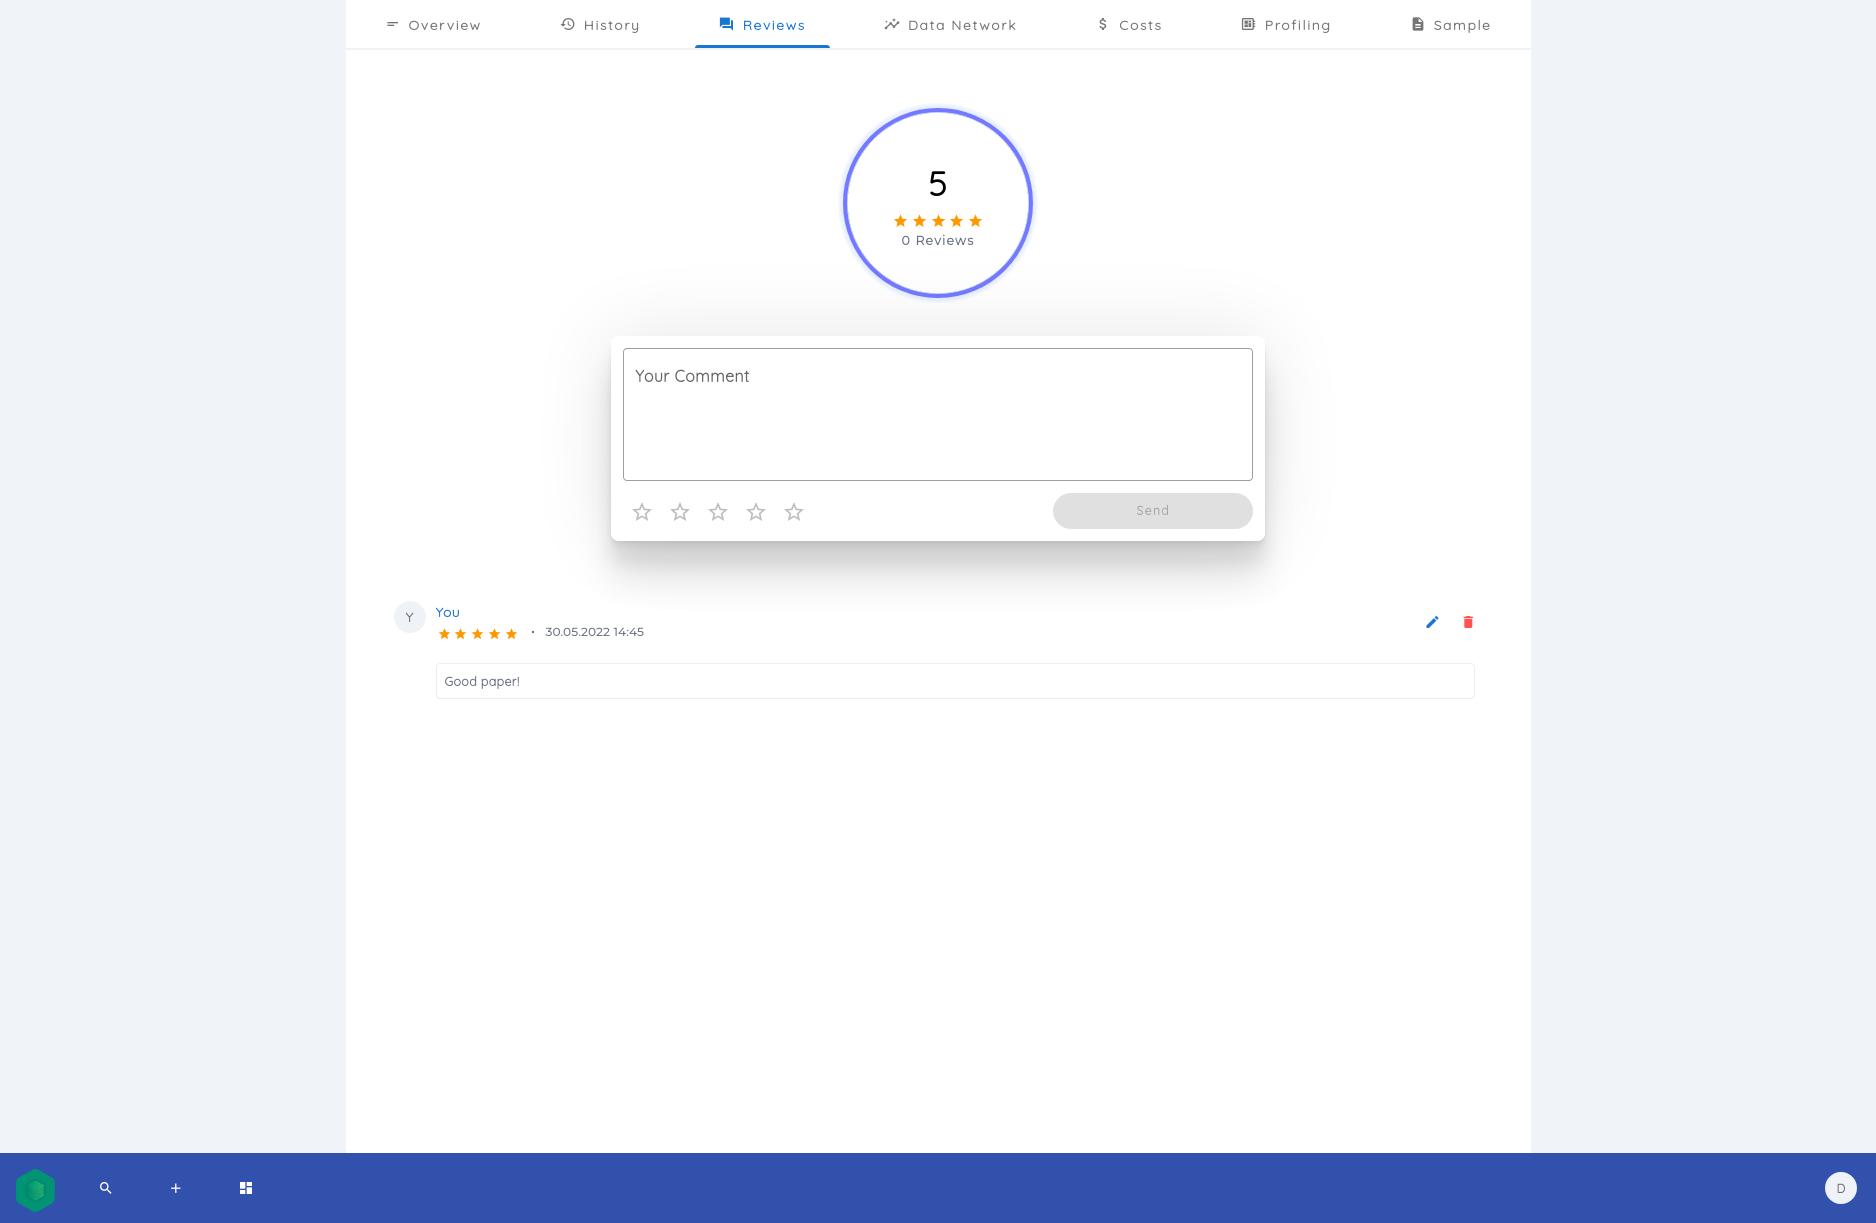 Overview History Reviews Data Network Costs Profiling Sample
5
0 Reviews
Your Comment
Send
Y You
30.05.2022 14:45
Good paper!
D